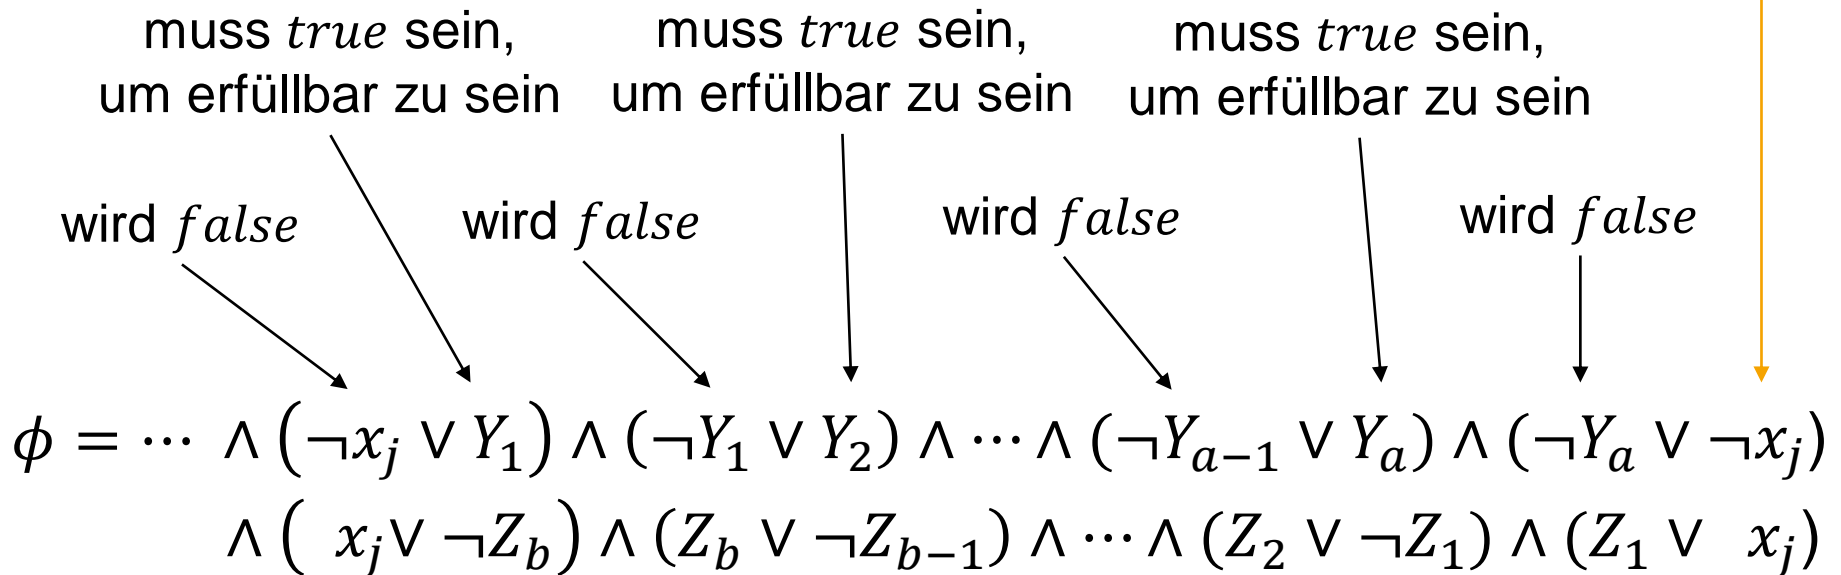 muss true sein, muss true sein, muss true sein,
um erfüllbar zu sein um erfüllbar zu sein um erfüllbar zu sein
wird false wird false wird false wird false
ϕ = ⋯ ∧ (¬x_j ∨ Y_1) ∧ (¬Y_1 ∨ Y_2) ∧ ⋯ ∧ (¬Y_{a−1} ∨ Y_a) ∧ (¬Y_a ∨ ¬x_j)
∧ ( x_j ∨ ¬Z_b) ∧ (Z_b ∨ ¬Z_{b−1}) ∧ ⋯ ∧ (Z_2 ∨ ¬Z_1) ∧ (Z_1 ∨ x_j)